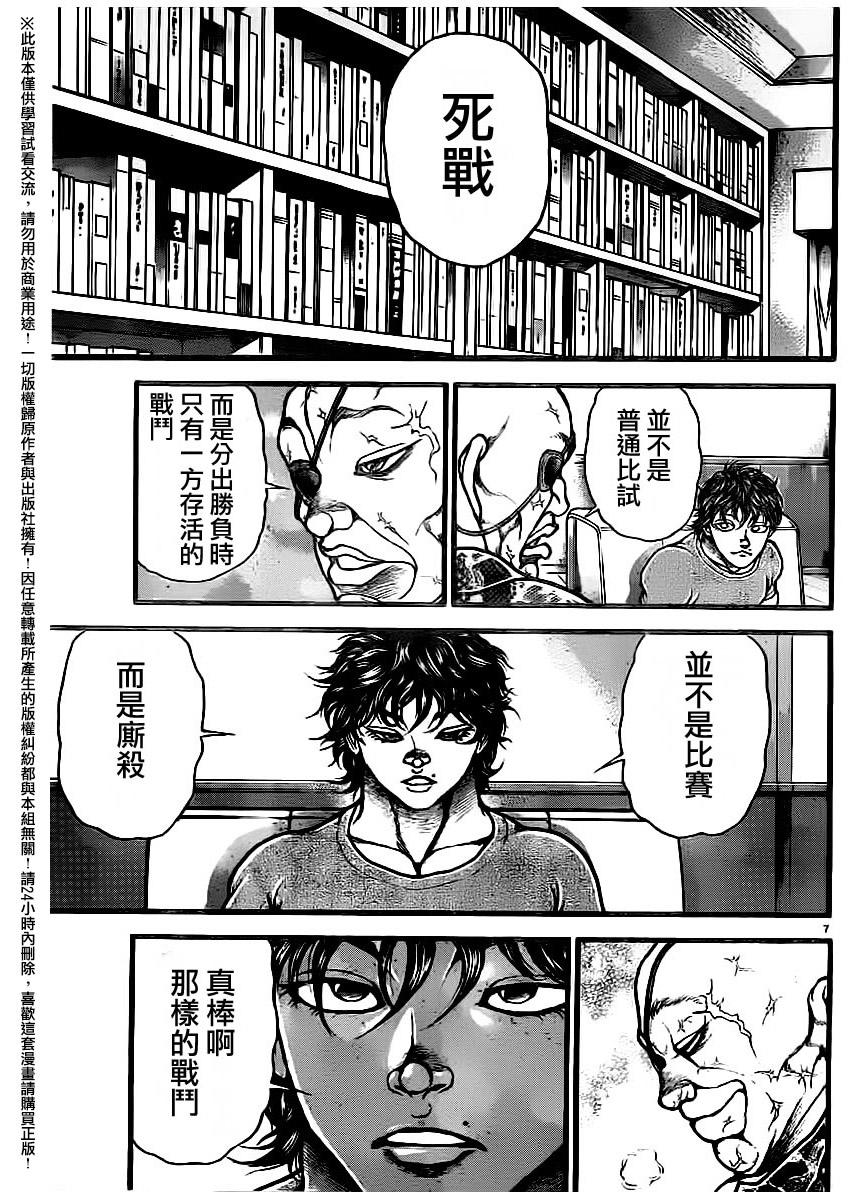 死戰
並不是
普通比試
而是分出勝負時
只有一方存活的
戰鬥
並不是比賽
而是廝殺
7
真棒啊
那樣的戰鬥
※此版本僅供學習試看交流，請勿用於商業用途！一切版權歸原作者與出版社擁有！因任意轉載所產生的版權糾紛都與本組無關！請24小時內刪除，喜歡這套漫畫請購買正版！